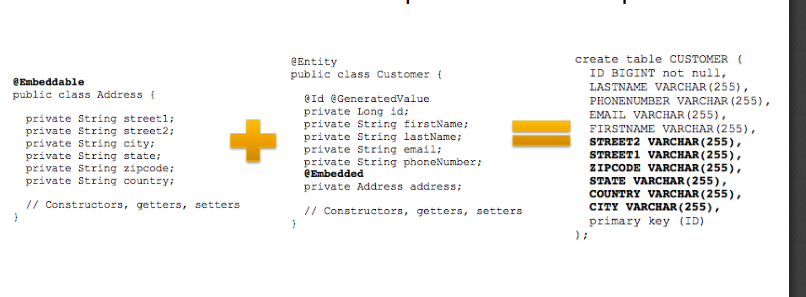 @Embeddable
public class Address {
private String street1;
private String street2;
private String city;
private String state;
private String zipcode;
private String country;
// Constructors, getters, setters
}
@Entity
public class Customer {
@Id @GeneratedValue
private Long id;
private String firstName;
private String lastName;
private String email;
private String phoneNumber;
@Embedded
private Address address;
// Constructors, getters, setters
}
create table CUSTOMER (
ID BIGINT not null,
LASTNAME VARCHAR(255),
PHONENUMBER VARCHAR(255),
EMAIL VARCHAR(255),
FIRSTNAME VARCHAR(255),
STREET2 VARCHAR(255),
STREET1 VARCHAR(255),
ZIPCODE VARCHAR(255),
STATE VARCHAR(255),
COUNTRY VARCHAR(255),
CITY VARCHAR(255),
primary key (ID)
);